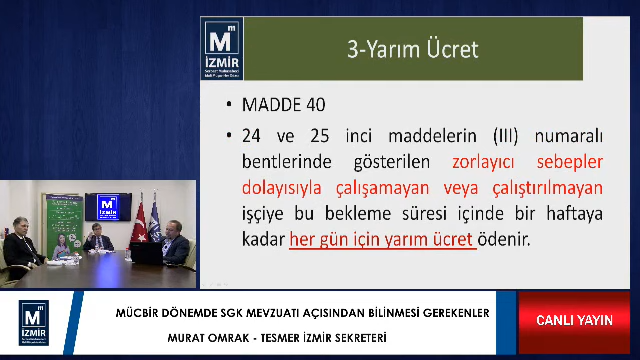 m
İZMİR
3-Yarım Ücret
• MADDE 40
• 24 ve 25 inci maddelerin (III) numaralı
bentlerinde gösterilen zorlayıcı sebepler
dolayısıyla çalışamayan veya çalıştırılmayan
işçiye bu bekleme süresi içinde bir haftaya
kadar her gün için yarım ücret ödenir.
m
İZMİR
m
İZMİR
MÜCBİR DÖNEMDE SGK MEVZUATI AÇISINDAN BİLİNMESİ GEREKENLER
MURAT OMRAK - TESMER İZMİR SEKRETERİ
CANLI YAYIN